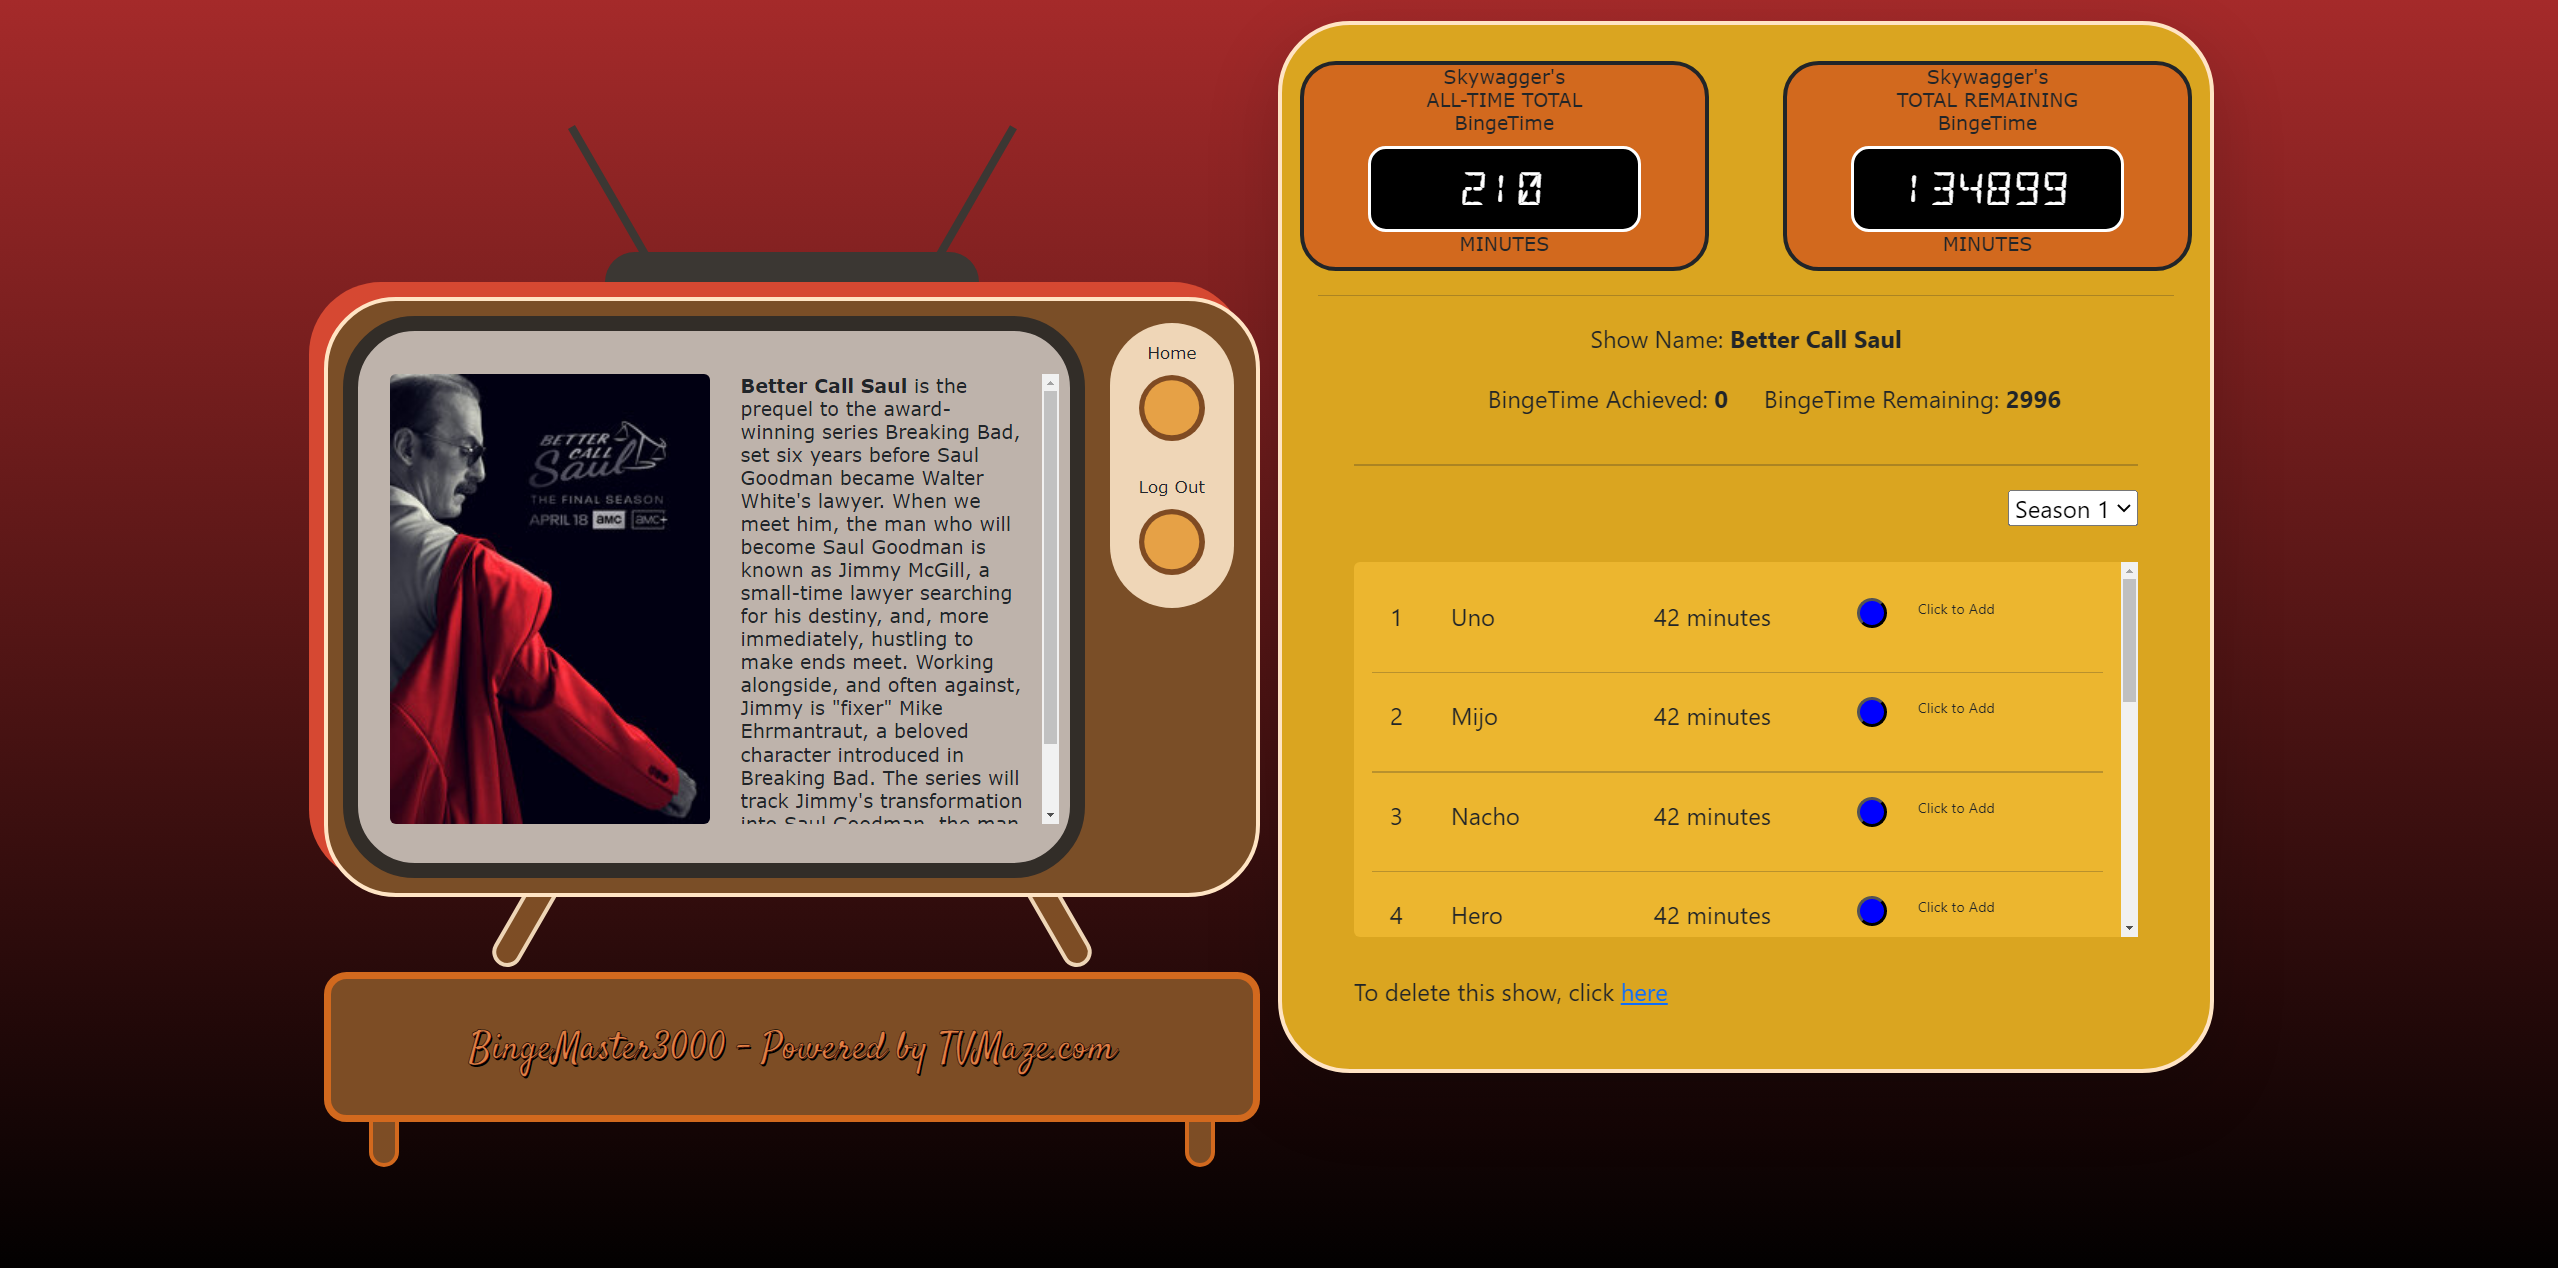 Skywagger's
ALL-TIME TOTAL
BingeTime
210
MINUTES
Skywagger's
TOTAL REMAINING
BingeTime
134899
MINUTES
Home
Log Out
BETTER
CALL
Saul
THE FINAL SEASON
APRIL 18 amc amc+
Better Call Saul is the
prequel to the award-
winning series Breaking Bad,
set six years before Saul
Goodman became Walter
White's lawyer. When we
meet him, the man who will
become Saul Goodman is
known as Jimmy McGill, a
small-time lawyer searching
for his destiny, and, more
immediately, hustling to
make ends meet. Working
alongside, and often against,
Jimmy is "fixer" Mike
Ehrmantraut, a beloved
character introduced in
Breaking Bad. The series will
track Jimmy's transformation
into Saul Goodman, the man
BingeMaster3000 - Powered by TVMaze.com
Show Name: Better Call Saul
BingeTime Achieved: 0 BingeTime Remaining: 2996
Season 1
1 Uno 42 minutes Click to Add
2 Mijo 42 minutes Click to Add
3 Nacho 42 minutes Click to Add
4 Hero 42 minutes Click to Add
To delete this show, click here